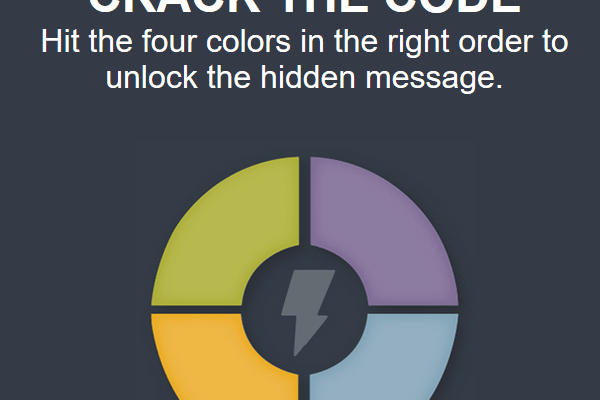 CRACK THE CODE
Hit the four colors in the right order to
unlock the hidden message.